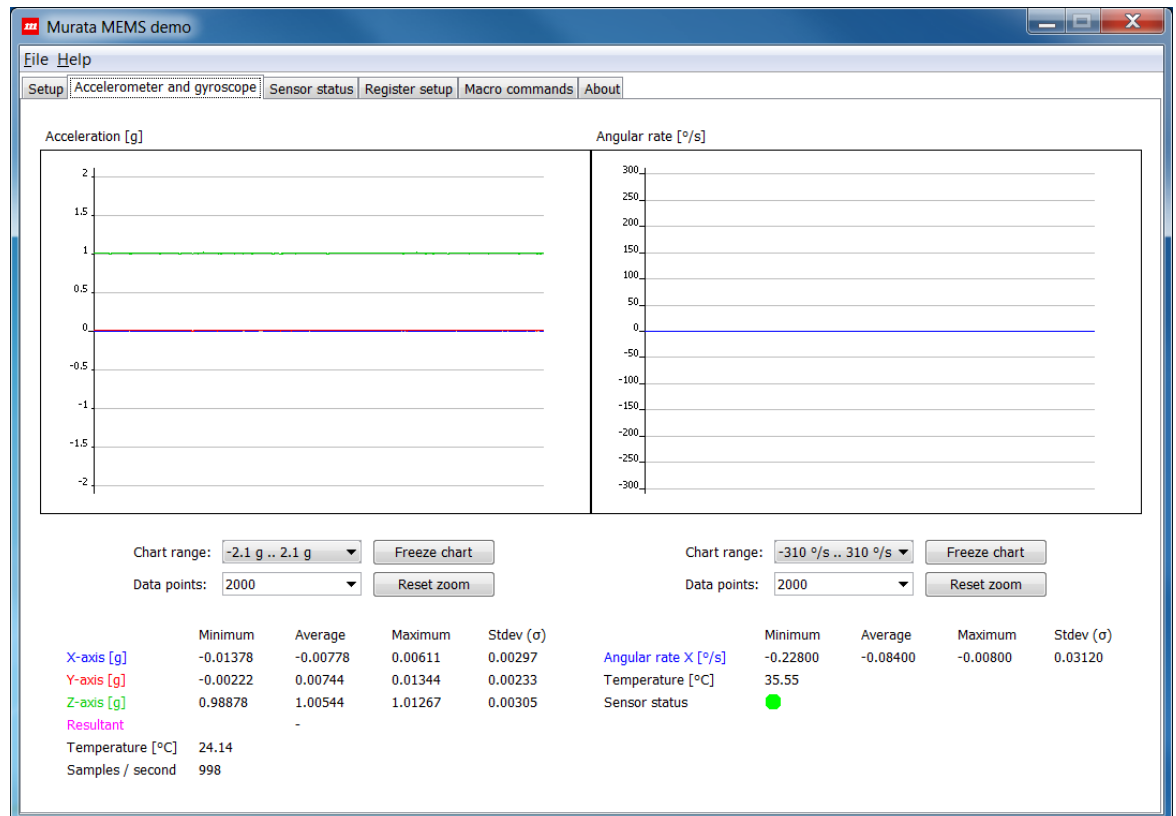 m Murata MEMS demo
X
File Help
Setup Accelerometer and gyroscope Sensor status Register setup Macro commands About
Acceleration [g]
2
1.5
1
0.5
0
-0.5
-1
-1.5
-2
Angular rate [º/s]
300
250
200
150
100
50
0
-50
-100
-150
-200
-250
-300
Chart range: -2.1 g .. 2.1 g Freeze chart
Data points: 2000 Reset zoom
Chart range: -310 º/s .. 310 º/s Freeze chart
Data points: 2000 Reset zoom
Minimum Average Maximum Stdev (σ)
X-axis [g] -0.01378 -0.00778 0.00611 0.00297
Y-axis [g] -0.00222 0.00744 0.01344 0.00233
Z-axis [g] 0.98878 1.00544 1.01267 0.00305
Resultant -
Temperature [ºC] 24.14
Samples / second 998
Minimum Average Maximum Stdev (σ)
Angular rate X [º/s] -0.22800 -0.08400 -0.00800 0.03120
Temperature [ºC] 35.55
Sensor status